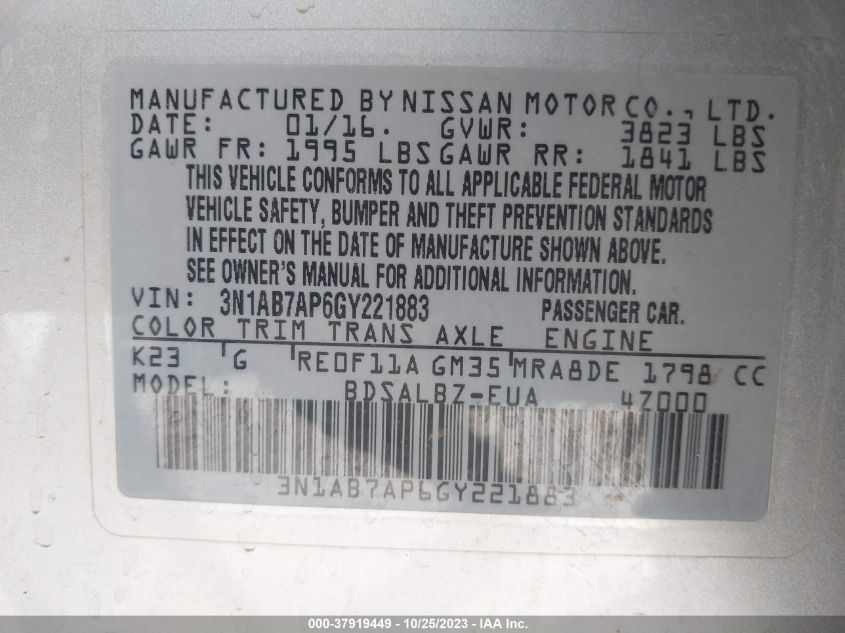 MANUFACTURED BY NISSAN MOTOR CO., LTD.
DATE: 01/16. GVWR: 3823 LBS
GAWR FR: 1995 LBS GAWR RR: 1841 LBS
THIS VEHICLE CONFORMS TO ALL APPLICABLE FEDERAL MOTOR
VEHICLE SAFETY, BUMPER AND THEFT PREVENTION STANDARDS
IN EFFECT ON THE DATE OF MANUFACTURE SHOWN ABOVE.
SEE OWNER'S MANUAL FOR ADDITIONAL INFORMATION.
VIN: 3N1AB7AP6GY221883 PASSENGER CAR.
COLOR TRIM TRANS AXLE ENGINE
K23 G RE0F11A GM35 MRA8DE 1798 CC
MODEL: BDSALBZ-EUA 4Z000
3N1AB7AP6GY221883
000-37919449 - 10/25/2023 - IAA Inc.